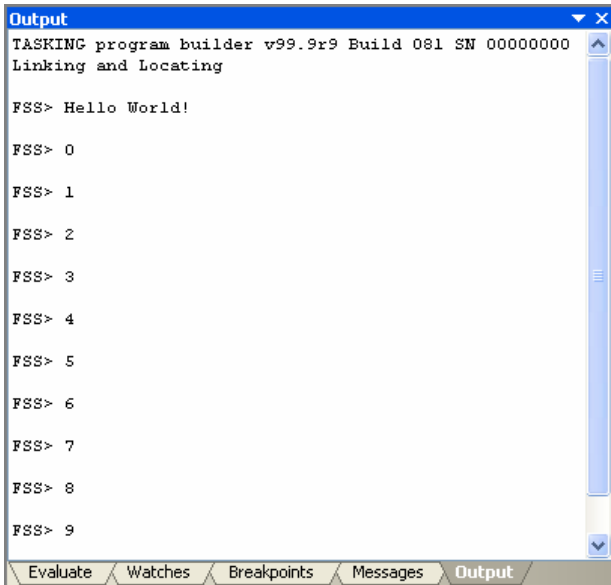 Output
TASKING program builder v99.9r9 Build 081 SN 00000000
Linking and Locating
FSS> Hello World!
FSS> 0
FSS> 1
FSS> 2
FSS> 3
FSS> 4
FSS> 5
FSS> 6
FSS> 7
FSS> 8
FSS> 9
Evaluate Watches Breakpoints Messages Output